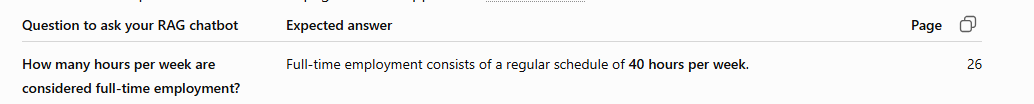 Question to ask your RAG chatbot Expected answer Page
How many hours per week are Full-time employment consists of a regular schedule of 40 hours per week. 26
considered full-time employment?